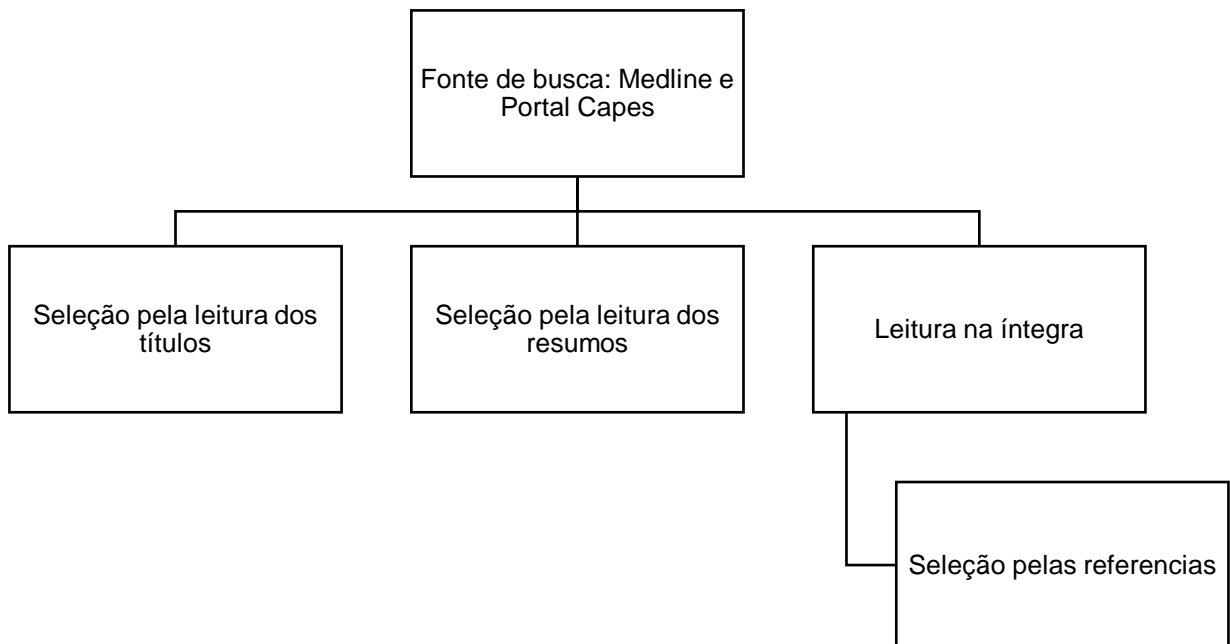 Fonte de busca: Medline e
Portal Capes
Seleção pela leitura dos
títulos
Seleção pela leitura dos
resumos
Leitura na íntegra
Seleção pelas referencias